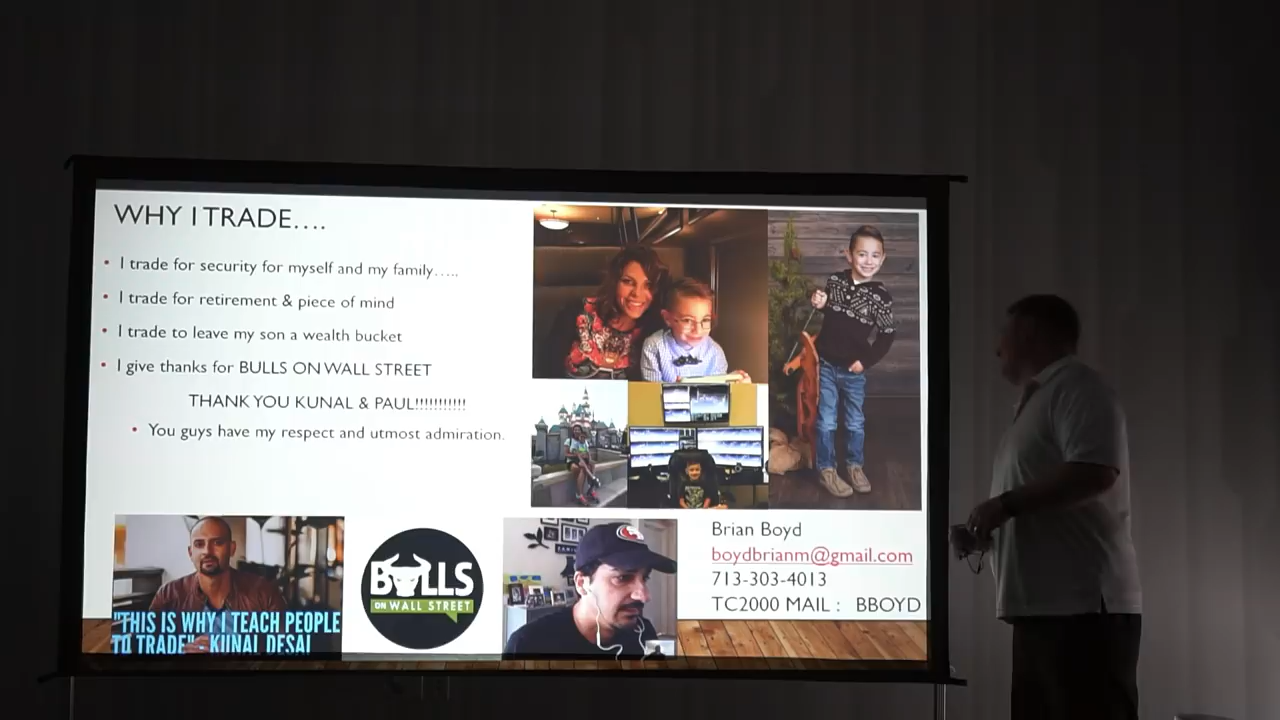 WHY I TRADE....
• I trade for security for myself and my family.....
• I trade for retirement & piece of mind
• I trade to leave my son a wealth bucket
• I give thanks for BULLS ON WALL STREET
THANK YOU KUNAL & PAUL!!!!!!!!!!!
• You guys have my respect and utmost admiration.
"THIS IS WHY I TEACH PEOPLE
TO TRADE" - KUNAL DESAI
BULLS
ON WALL STREET
Brian Boyd
boydbrianm@gmail.com
713-303-4013
TC2000 MAIL : BBOYD